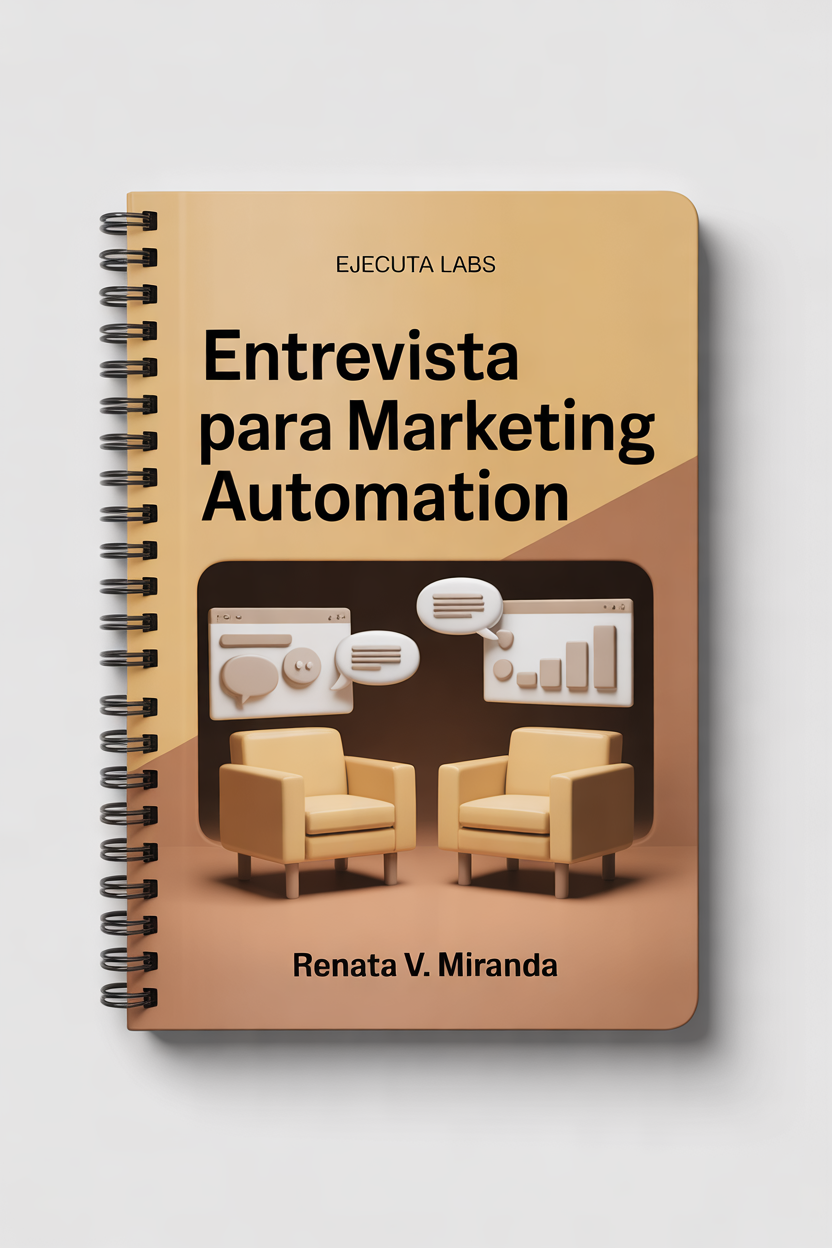 EJECUTA LABS
Entrevista
para Marketing
Automation
Renata V. Miranda